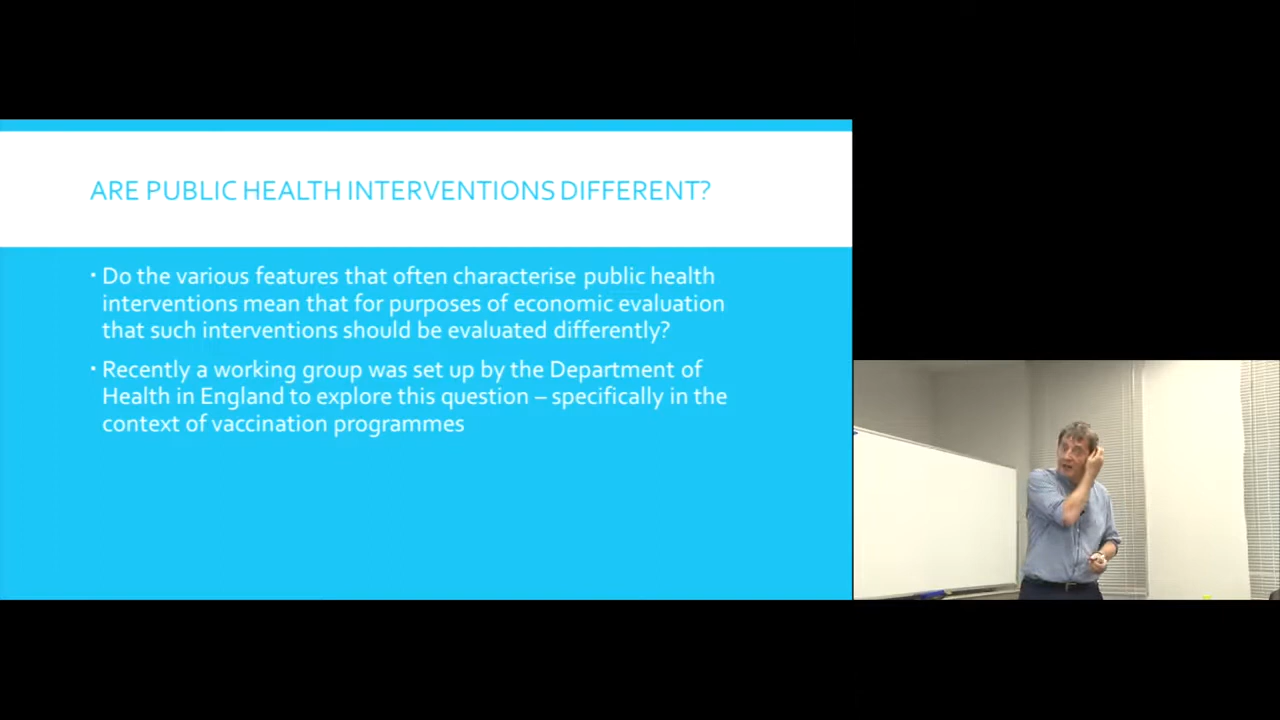 ARE PUBLIC HEALTH INTERVENTIONS DIFFERENT?
▪ Do the various features that often characterise public health
interventions mean that for purposes of economic evaluation
that such interventions should be evaluated differently?
▪ Recently a working group was set up by the Department of
Health in England to explore this question – specifically in the
context of vaccination programmes